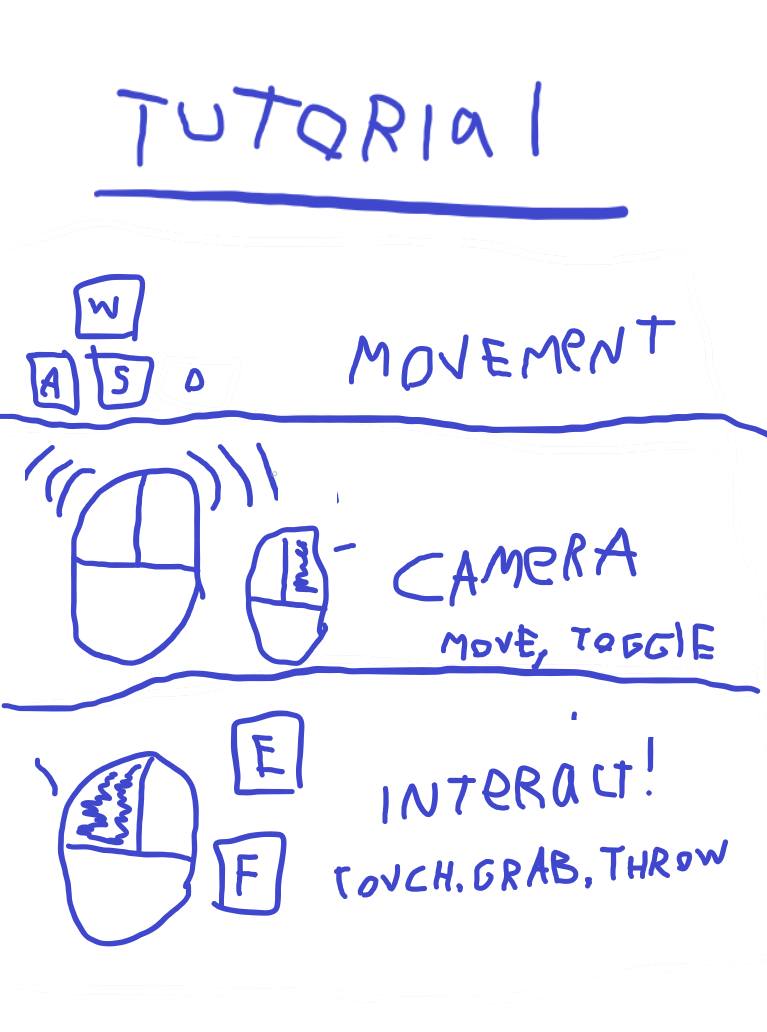 TUTORIal
W
A S D
MOVEMeNT
CAMeRA
MOVE, TOGGlE
E
INTeRaCT!
F
TOUCH, GRAB, THROW